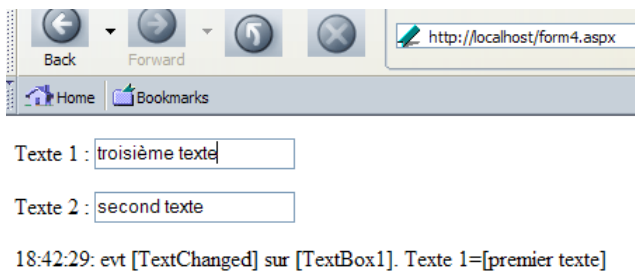 Back
Forward
http://localhost/form4.aspx
Home
Bookmarks
Texte 1 : troisième texte
Texte 2 : second texte
18:42:29: evt [TextChanged] sur [TextBox1]. Texte 1=[premier texte]